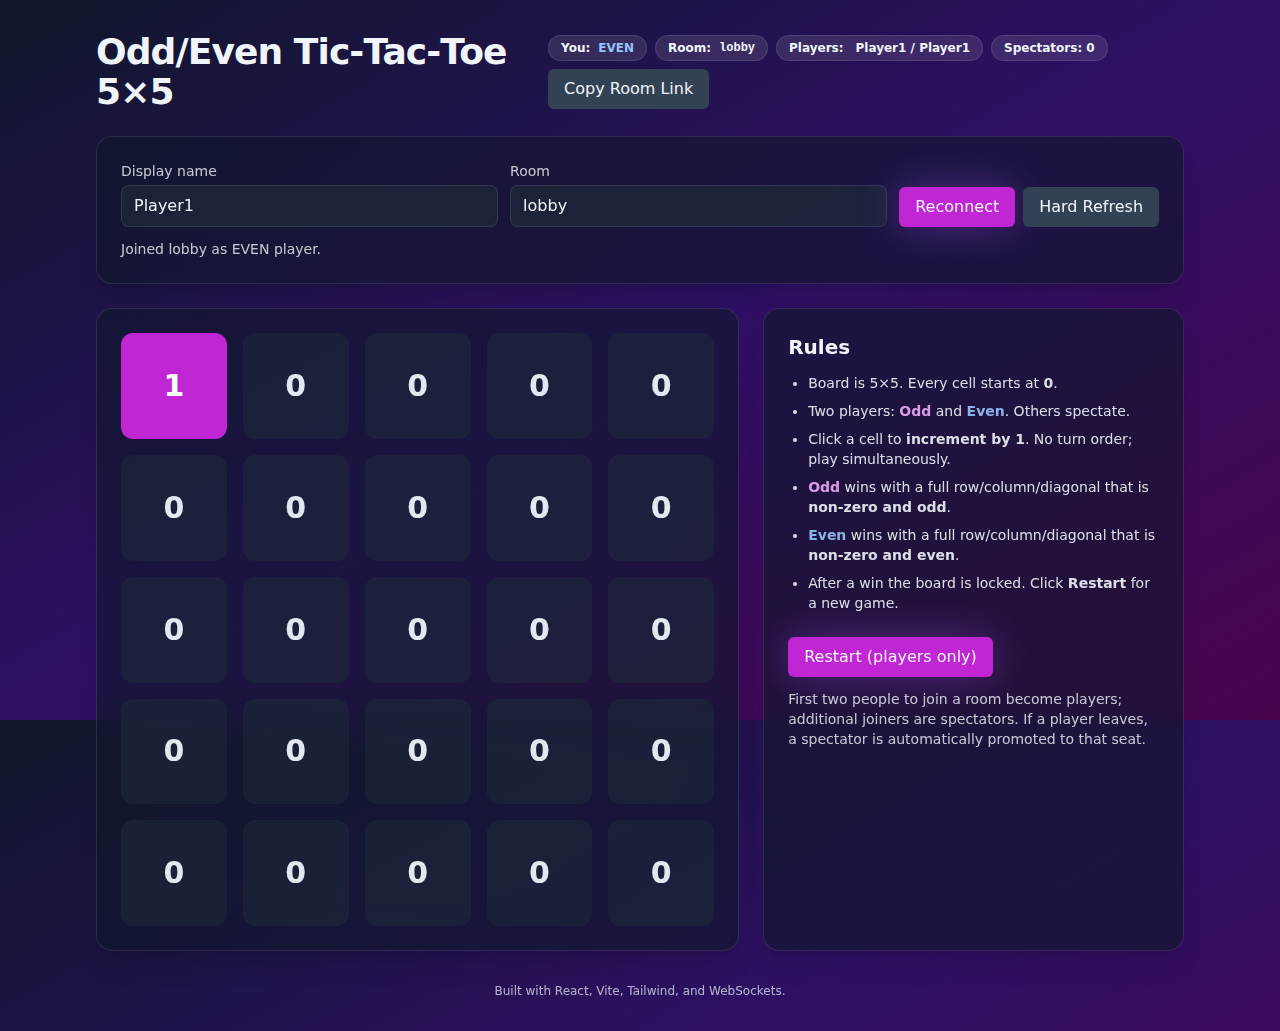 Odd/Even Tic-Tac-Toe
5×5
You: EVEN
Room: lobby
Players: Player1 / Player1
Spectators: 0
Copy Room Link
Display name
Room
Player1
lobby
Reconnect
Hard Refresh
Joined lobby as EVEN player.
1 0 0 0 0
0 0 0 0 0
0 0 0 0 0
0 0 0 0 0
0 0 0 0 0
Rules
• Board is 5×5. Every cell starts at 0.
• Two players: Odd and Even. Others spectate.
• Click a cell to increment by 1. No turn order;
play simultaneously.
• Odd wins with a full row/column/diagonal that is
non-zero and odd.
• Even wins with a full row/column/diagonal that is
non-zero and even.
• After a win the board is locked. Click Restart for
a new game.
Restart (players only)
First two people to join a room become players;
additional joiners are spectators. If a player leaves,
a spectator is automatically promoted to that seat.
Built with React, Vite, Tailwind, and WebSockets.